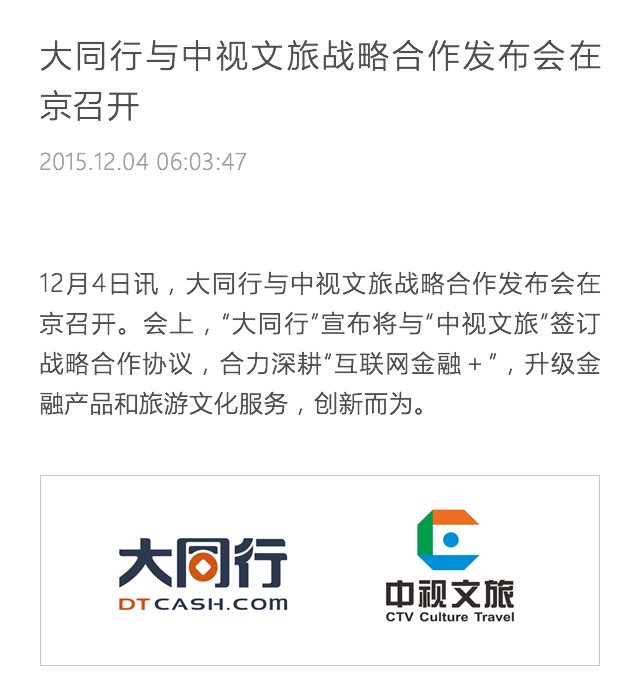 大同行与中视文旅战略合作发布会在
京召开
2015.12.04 06:03:47
12月4日讯，大同行与中视文旅战略合作发布会在
京召开。会上，“大同行”宣布将与“中视文旅”签订
战略合作协议，合力深耕“互联网金融＋”，升级金
融产品和旅游文化服务，创新而为。
大同行
DTCASH.COM
中视文旅
CTV Culture Travel